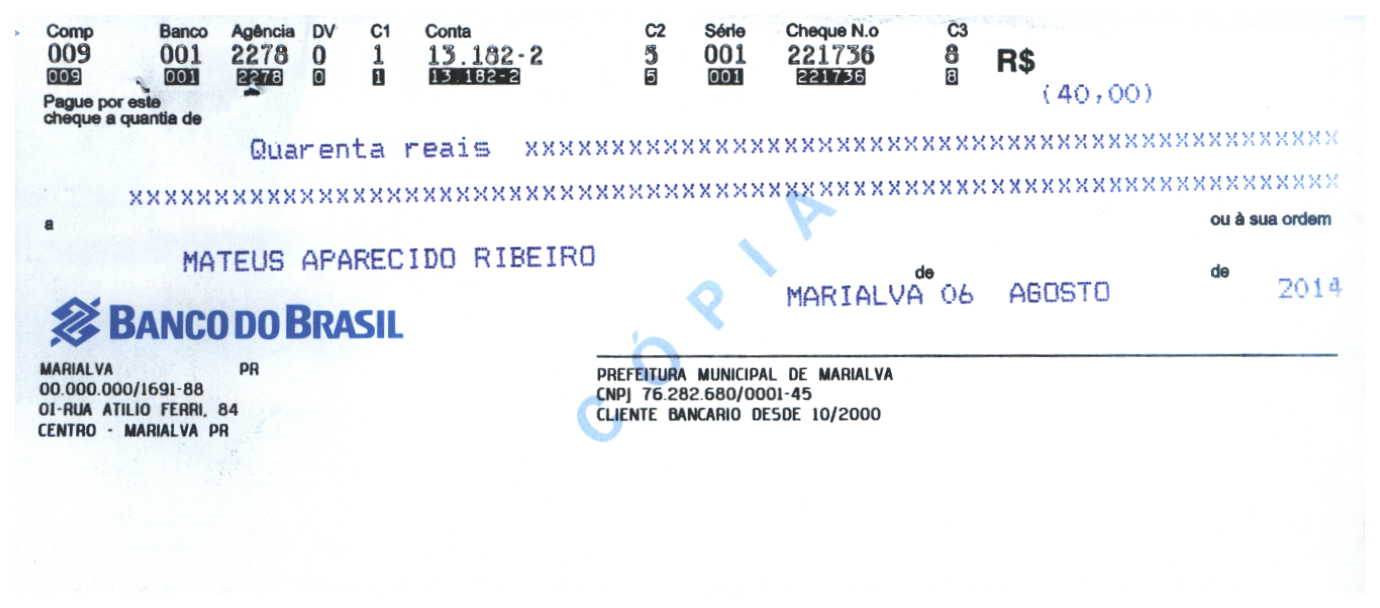 Comp Banco Agência DV C1 Conta C2 Série Cheque N.o C3
009 001 2278 0 1 13.182-2 5 001 221736 8 R$
009 001 2278 0 1 13.182-2 5 001 221736 8
(40,00)
Pague por este
cheque a quantia de
Quarenta reais xxxxxxxxxxxxxxxxxxxxxxxxxxxxxxxxxxxxxxxxxxxxxxxxxxxxxxxxxxxxxxxxxxxxxx
xxxxxxxxxxxxxxxxxxxxxxxxxxxxxxxxxxxxxxxxxxxxxxxxxxxxxxxxxxxxxxxxxxxxxxxxxxxxxxxxxxxxxxx
a ou à sua ordem
MATEUS APARECIDO RIBEIRO
MARIALVA de 06 AGOSTO de 2014
CÓPIA
BANCO DO BRASIL
MARIALVA PR
00.000.000/1691-88
01-RUA ATILIO FERRI, 84
CENTRO - MARIALVA PR
PREFEITURA MUNICIPAL DE MARIALVA
CNPJ 76.282.680/0001-45
CLIENTE BANCARIO DESDE 10/2000